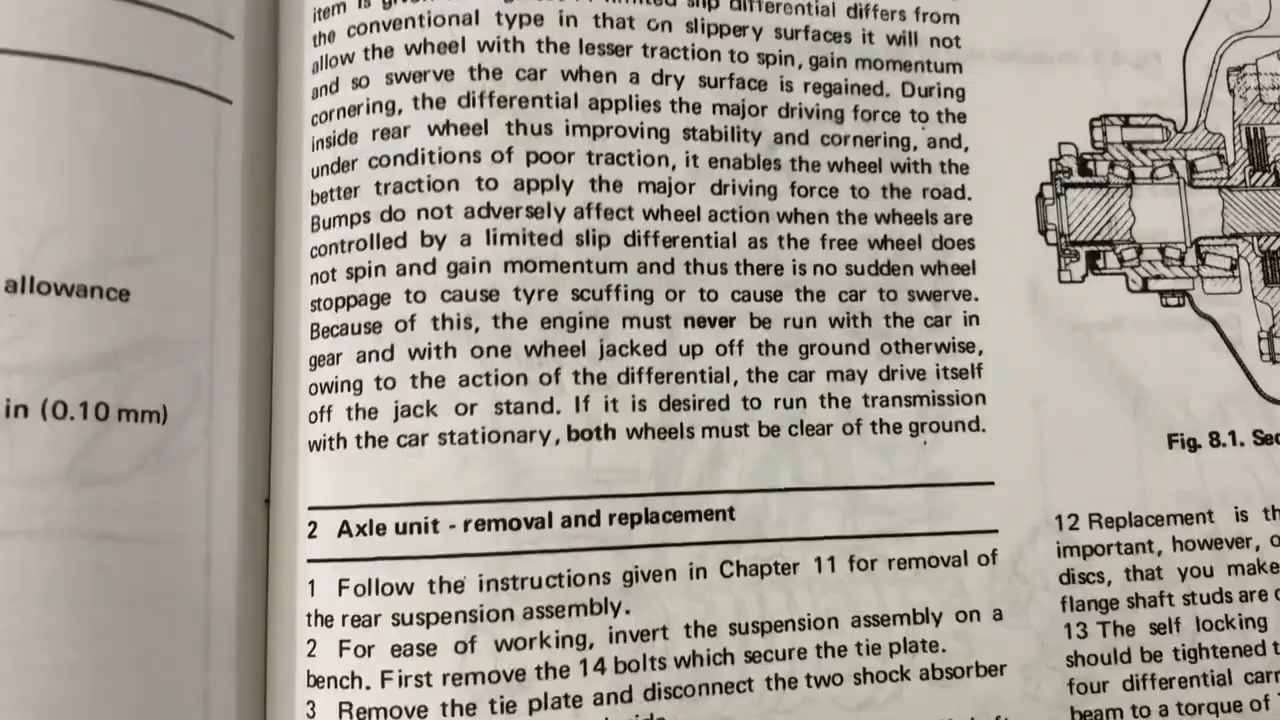 allowance
in (0.10 mm)
item is slip differential differs from
the conventional type in that on slippery surfaces it will not
allow the wheel with the lesser traction to spin, gain momentum
and so swerve the car when a dry surface is regained. During
cornering, the differential applies the major driving force to the
inside rear wheel thus improving stability and cornering, and,
under conditions of poor traction, it enables the wheel with the
better traction to apply the major driving force to the road.
Bumps do not adversely affect wheel action when the wheels are
controlled by a limited slip differential as the free wheel does
not spin and gain momentum and thus there is no sudden wheel
stoppage to cause tyre scuffing or to cause the car to swerve.
Because of this, the engine must never be run with the car in
gear and with one wheel jacked up off the ground otherwise,
owing to the action of the differential, the car may drive itself
off the jack or stand. If it is desired to run the transmission
with the car stationary, both wheels must be clear of the ground.
2 Axle unit - removal and replacement
1 Follow the instructions given in Chapter 11 for removal of
the rear suspension assembly.
2 For ease of working, invert the suspension assembly on a
bench. First remove the 14 bolts which secure the tie plate.
3 Remove the tie plate and disconnect the two shock absorber
Fig. 8.1.
12 Replacement is
important, however,
discs, that you make
flange shaft studs are
13 The self locking
should be tightened
four differential
beam to a torque of